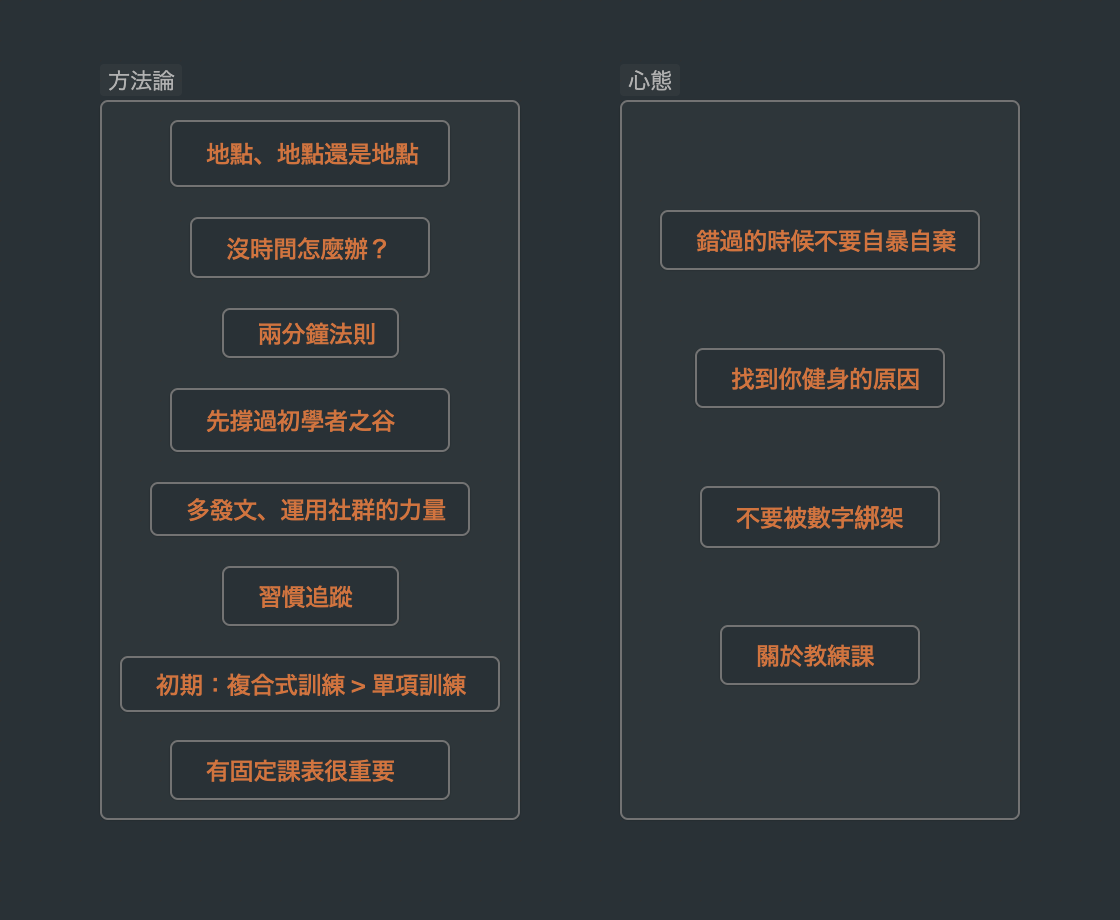 方法論
地點、地點還是地點
沒時間怎麼辦？
兩分鐘法則
先撐過初學者之谷
多發文、運用社群的力量
習慣追蹤
初期：複合式訓練 > 單項訓練
有固定課表很重要
心態
錯過的時候不要自暴自棄
找到你健身的原因
不要被數字綁架
關於教練課